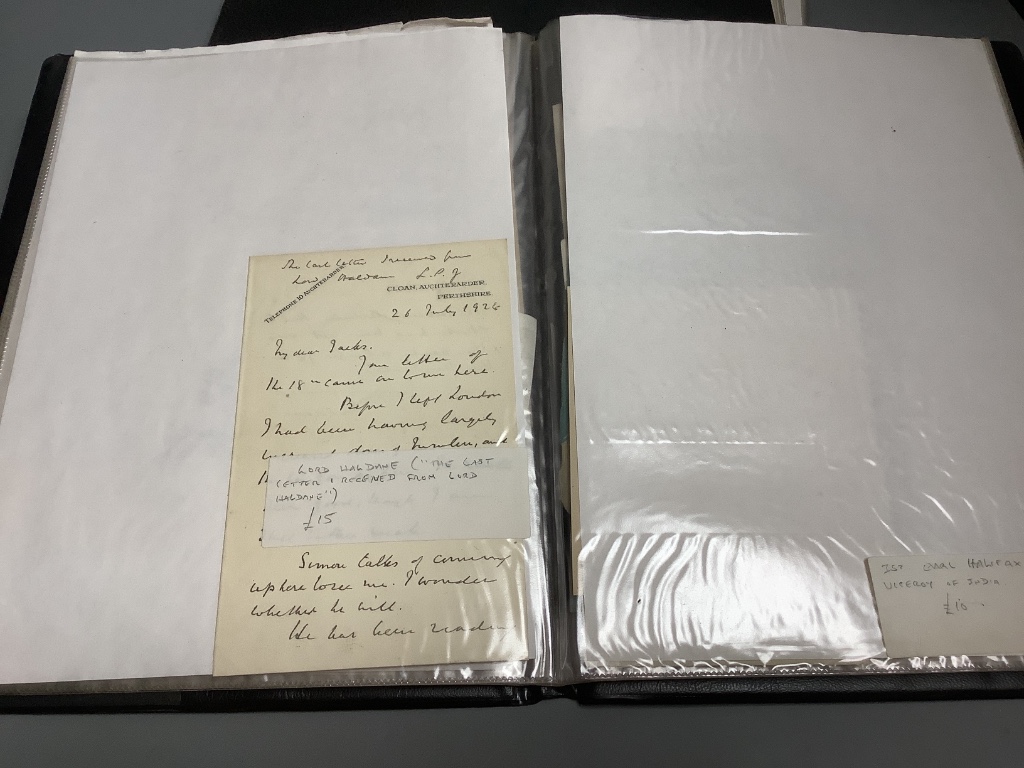 The last letter I received from
Lord Haldane L.P.J
TELEPHONE 10 AUCHTERARDER.
CLOAN, AUCHTERARDER,
PERTHSHIRE.
26 July 192
My dear Jacks.
Your letter of
the 18th came on to me here.
Before I left London
I had been having largely
and
LORD HALDANE ("THE LAST
LETTER I RECEIVED FROM LORD
HALDANE")
£15
Simon talks of coming
up here to see me. I wonder
whether he will.
He has been
1ST EARL HALIFAX
VICEROY OF INDIA
£10